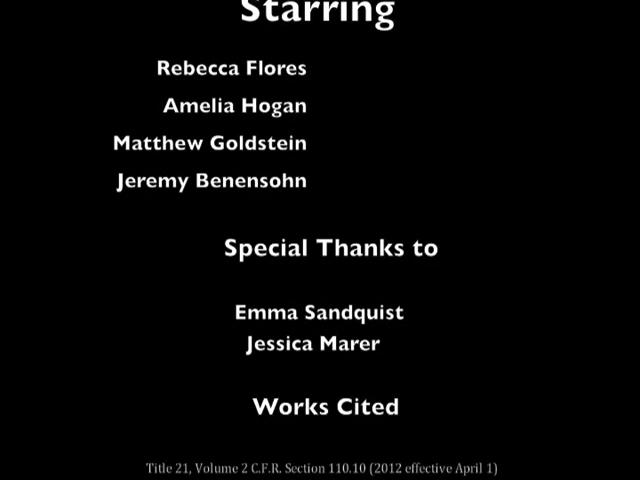 Starring
Rebecca Flores
Amelia Hogan
Matthew Goldstein
Jeremy Benensohn
Special Thanks to
Emma Sandquist
Jessica Marer
Works Cited
Title 21, Volume 2 C.F.R. Section 110.10 (2012 effective April 1)